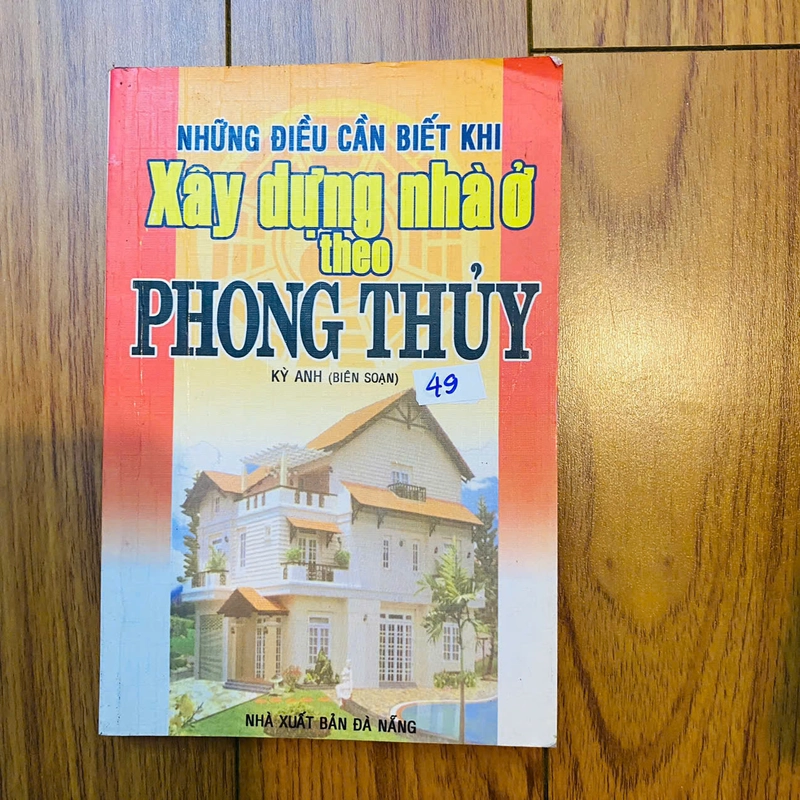 NHỮNG ĐIỀU CẦN BIẾT KHI
Xây dựng nhà ở
theo
PHONG THỦY
KỲ ANH (BIÊN SOẠN)
49
NHÀ XUẤT BẢN ĐÀ NẴNG